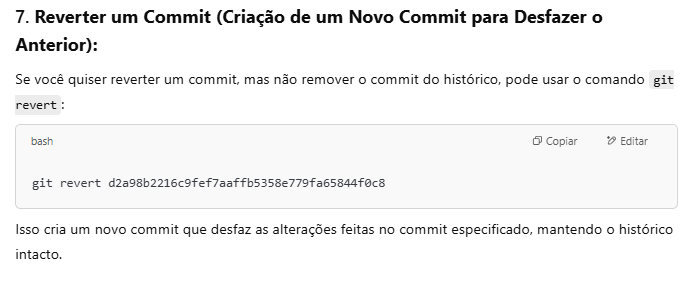 7. Reverter um Commit (Criação de um Novo Commit para Desfazer o
Anterior):
Se você quiser reverter um commit, mas não remover o commit do histórico, pode usar o comando git
revert:
bash Copiar Editar
git revert d2a98b2216c9fef7aaffb5358e779fa65844f0c8
Isso cria um novo commit que desfaz as alterações feitas no commit especificado, mantendo o histórico
intacto.